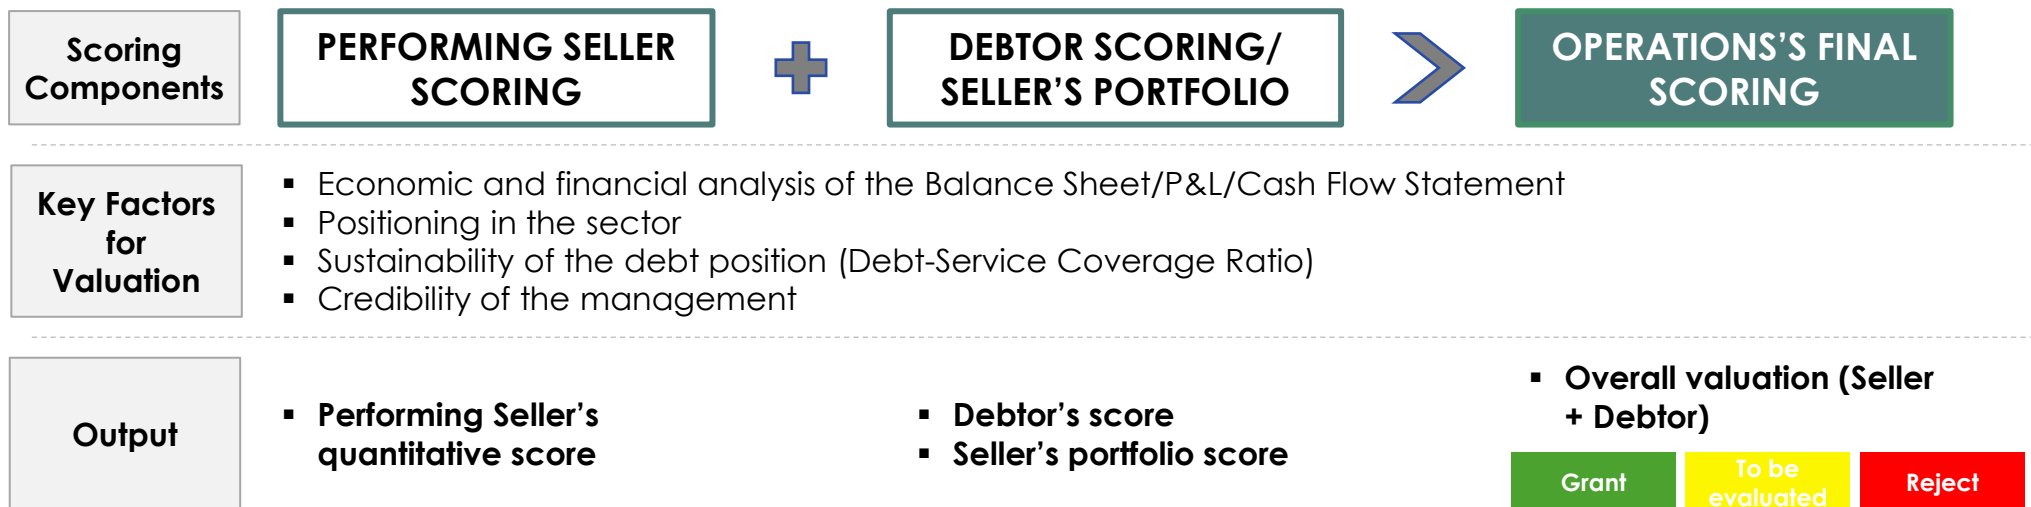 Scoring
Components
PERFORMING SELLER
SCORING
DEBTOR SCORING/
SELLER’S PORTFOLIO
OPERATIONS’S FINAL
SCORING
Key Factors
for
Valuation
▪ Economic and financial analysis of the Balance Sheet/P&L/Cash Flow Statement
▪ Positioning in the sector
▪ Sustainability of the debt position (Debt-Service Coverage Ratio)
▪ Credibility of the management
Output
▪ Performing Seller’s
quantitative score
▪ Debtor’s score
▪ Seller’s portfolio score
▪ Overall valuation (Seller
+ Debtor)
Grant
To be
evaluated
Reject